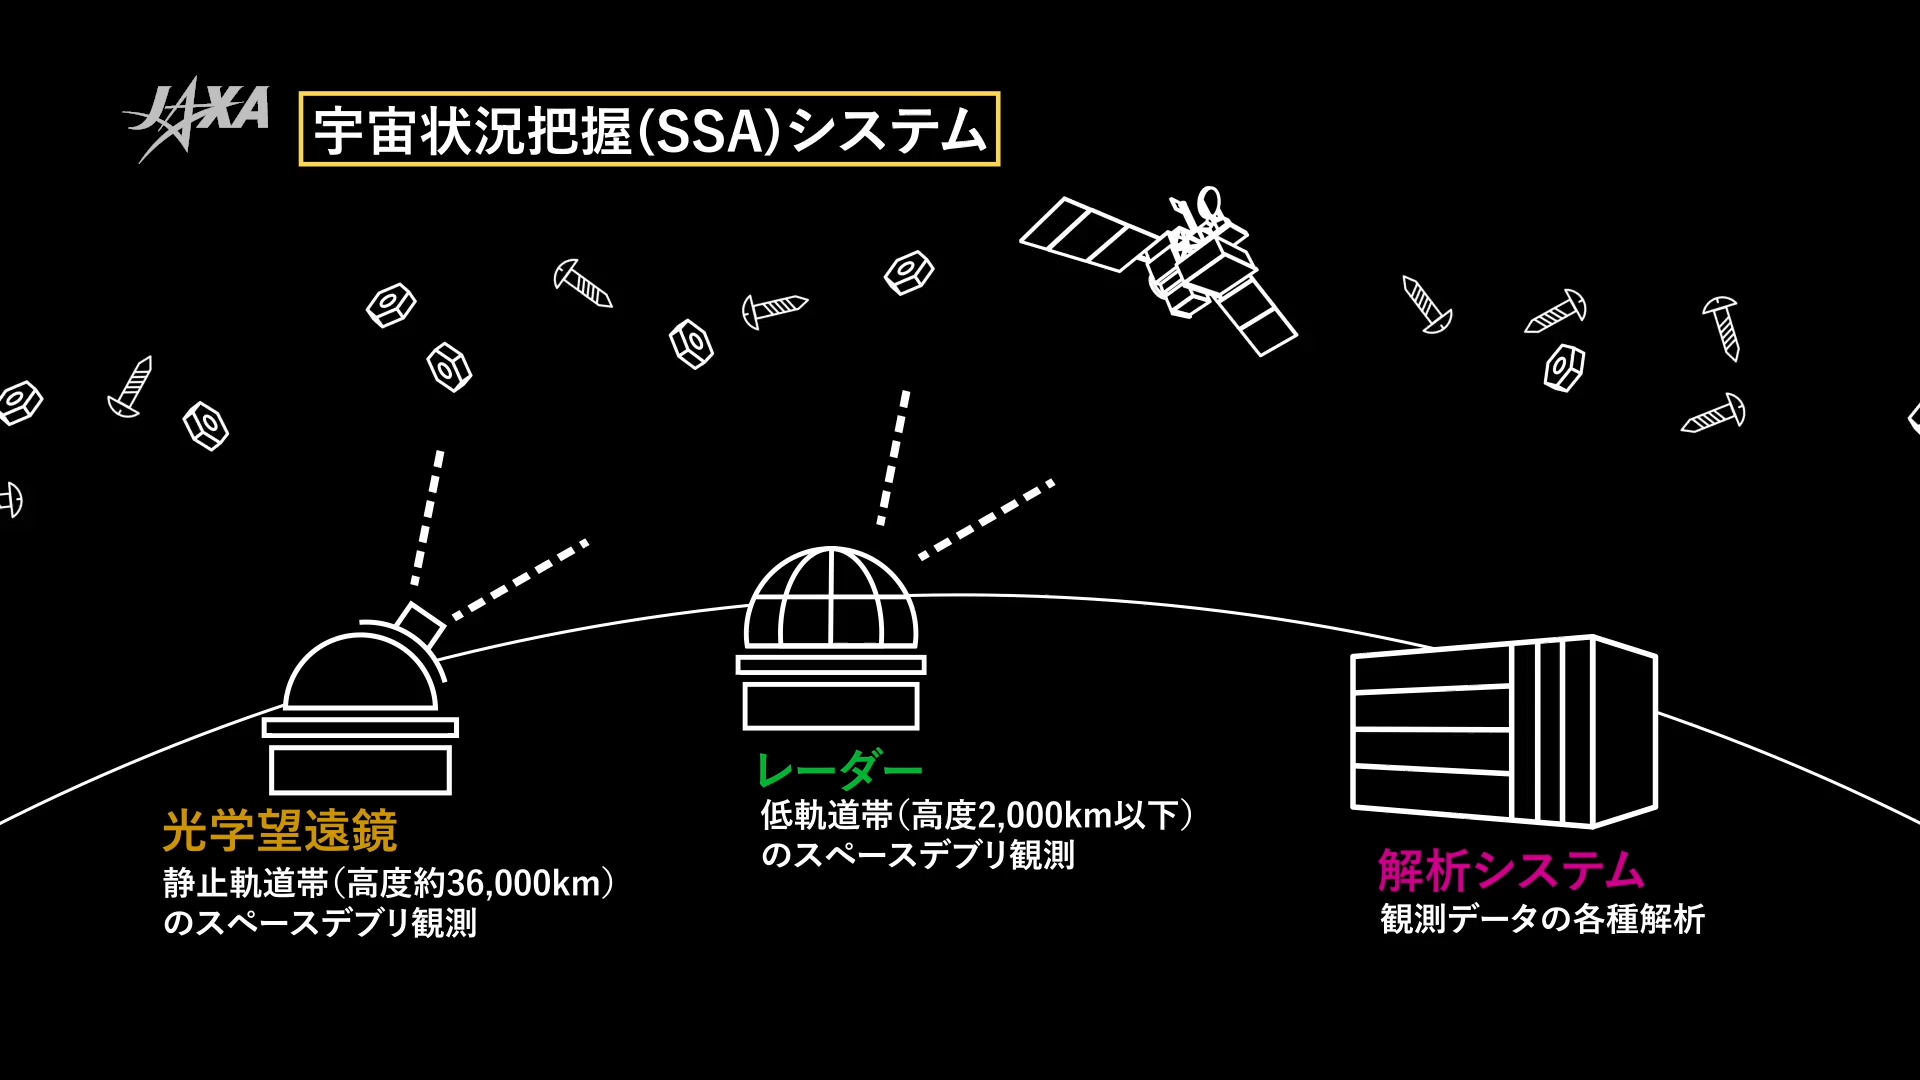 JAXA
宇宙状況把握(SSA)システム
光学望遠鏡
静止軌道帯(高度約36,000km)
のスペースデブリ観測
レーダー
低軌道帯(高度2,000km以下)
のスペースデブリ観測
解析システム
観測データの各種解析